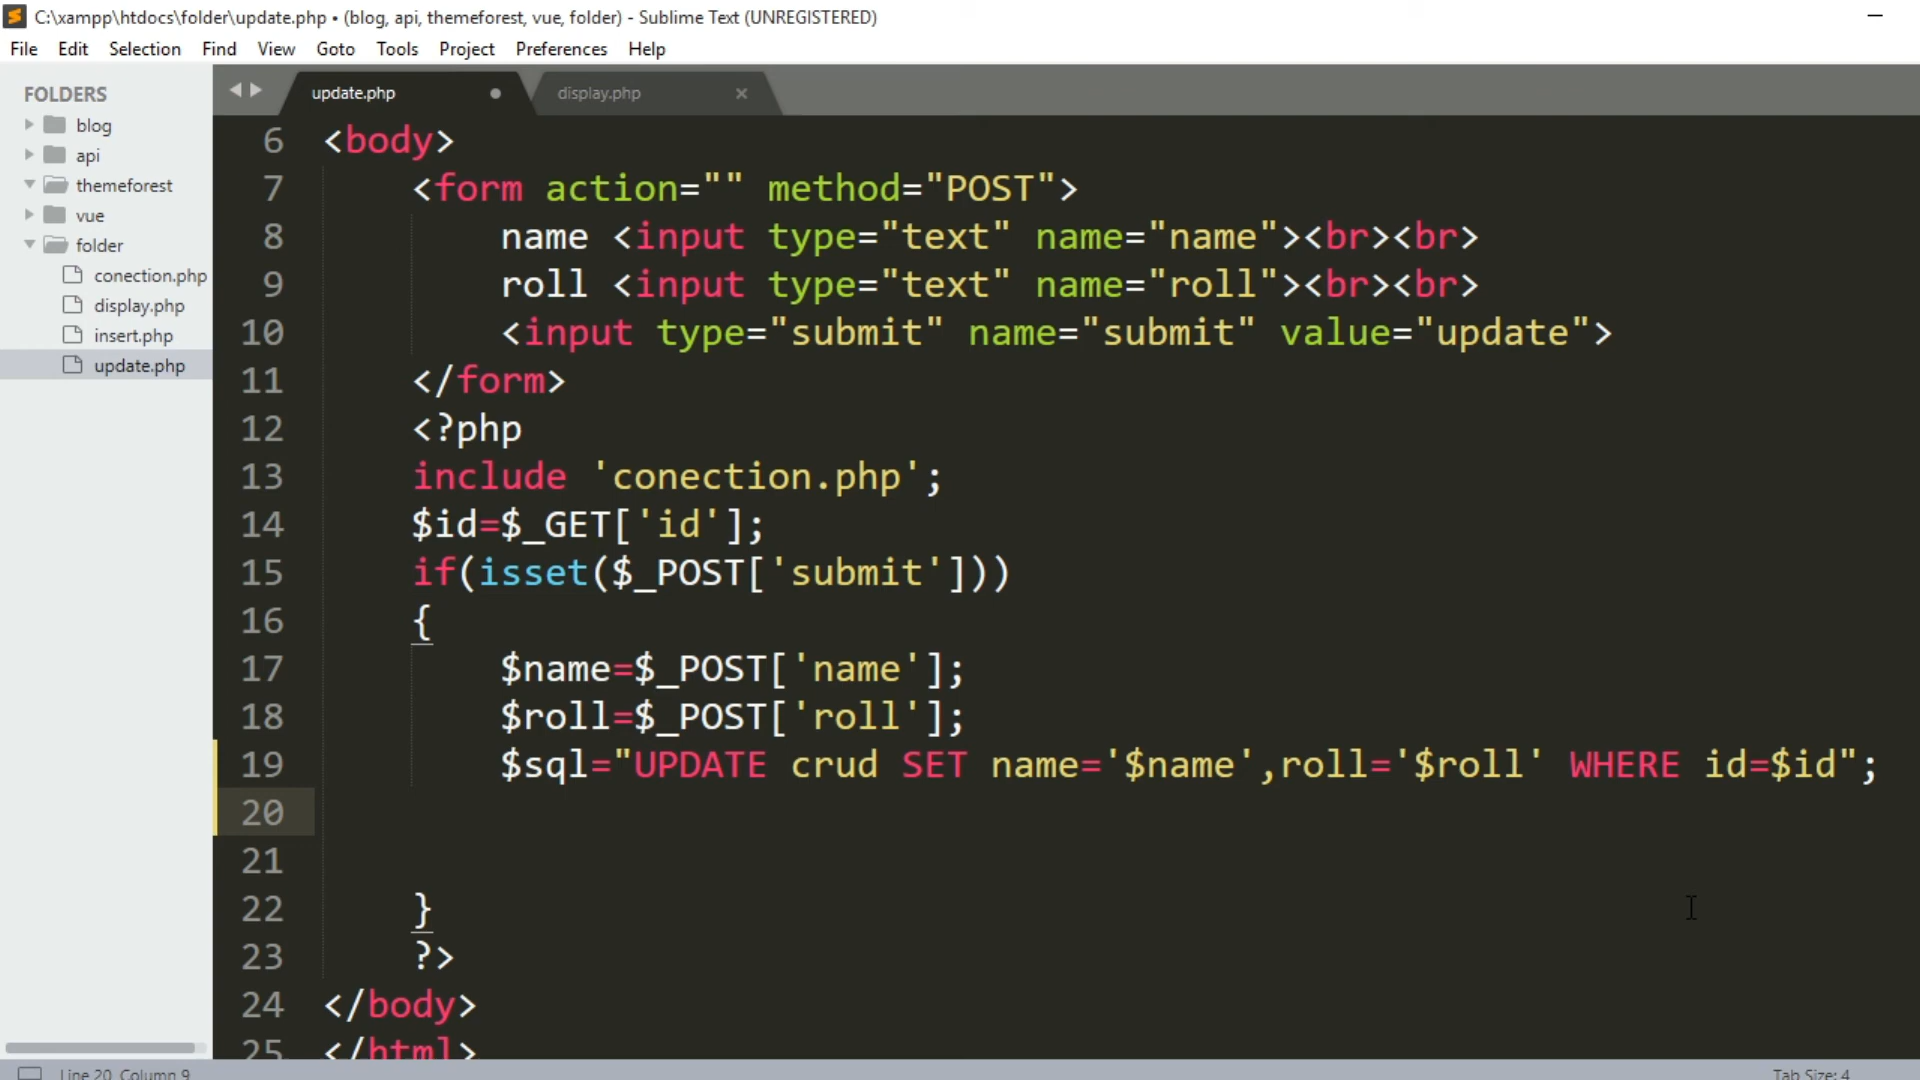 C:\xampp\htdocs\folder\update.php • (blog, api, themeforest, vue, folder) - Sublime Text (UNREGISTERED)
File Edit Selection Find View Goto Tools Project Preferences Help
FOLDERS
blog
api
themeforest
vue
folder
conection.php
display.php
insert.php
update.php
update.php display.php
6 <body>
7 <form action="" method="POST">
8 name <input type="text" name="name"><br><br>
9 roll <input type="text" name="roll"><br><br>
10 <input type="submit" name="submit" value="update">
11 </form>
12 <?php
13 include 'conection.php';
14 $id=$_GET['id'];
15 if(isset($_POST['submit']))
16 {
17 $name=$_POST['name'];
18 $roll=$_POST['roll'];
19 $sql="UPDATE crud SET name='$name',roll='$roll' WHERE id=$id";
20
21
22 }
23 ?>
24 </body>
25 </html>
Line 20, Column 9 Tab Size: 4